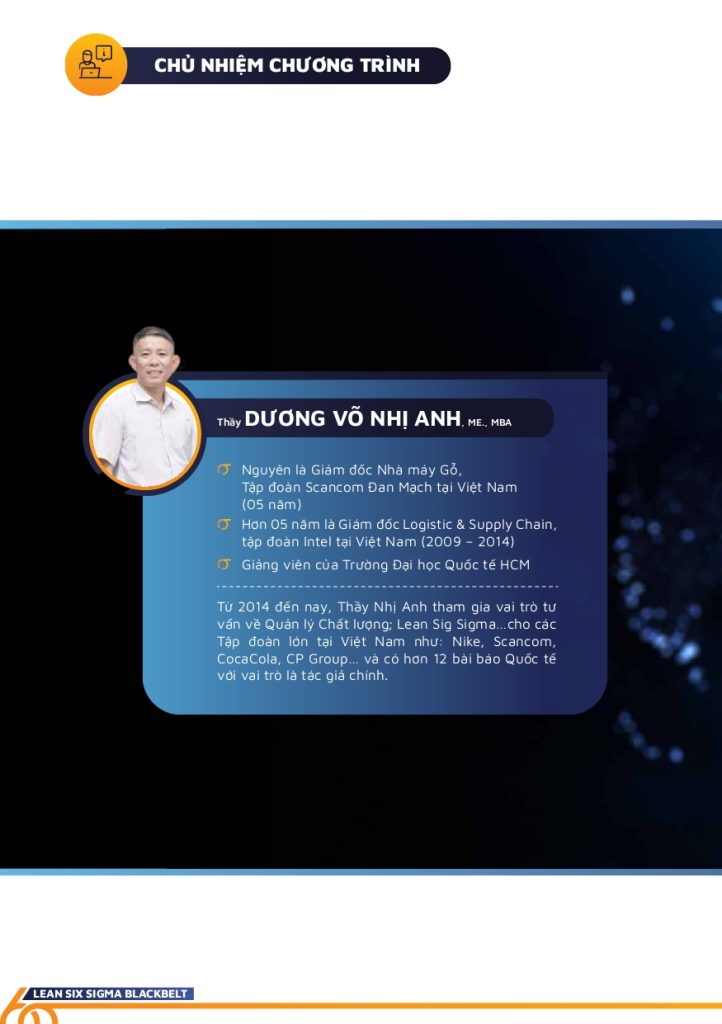 CHỦ NHIỆM CHƯƠNG TRÌNH
Thầy DƯƠNG VÕ NHỊ ANH, ME., MBA
Nguyên là Giám đốc Nhà máy Gỗ,
Tập đoàn Scancom Đan Mạch tại Việt Nam
(05 năm)
Hơn 05 năm là Giám đốc Logistic & Supply Chain,
tập đoàn Intel tại Việt Nam (2009 – 2014)
Giảng viên của Trường Đại học Quốc tế HCM
Từ 2014 đến nay, Thầy Nhị Anh tham gia vai trò tư
vấn về Quản lý Chất lượng; Lean Sig Sigma...cho các
Tập đoàn lớn tại Việt Nam như: Nike, Scancom,
CocaCola, CP Group... và có hơn 12 bài báo Quốc tế
với vai trò là tác giả chính.
LEAN SIX SIGMA BLACKBELT